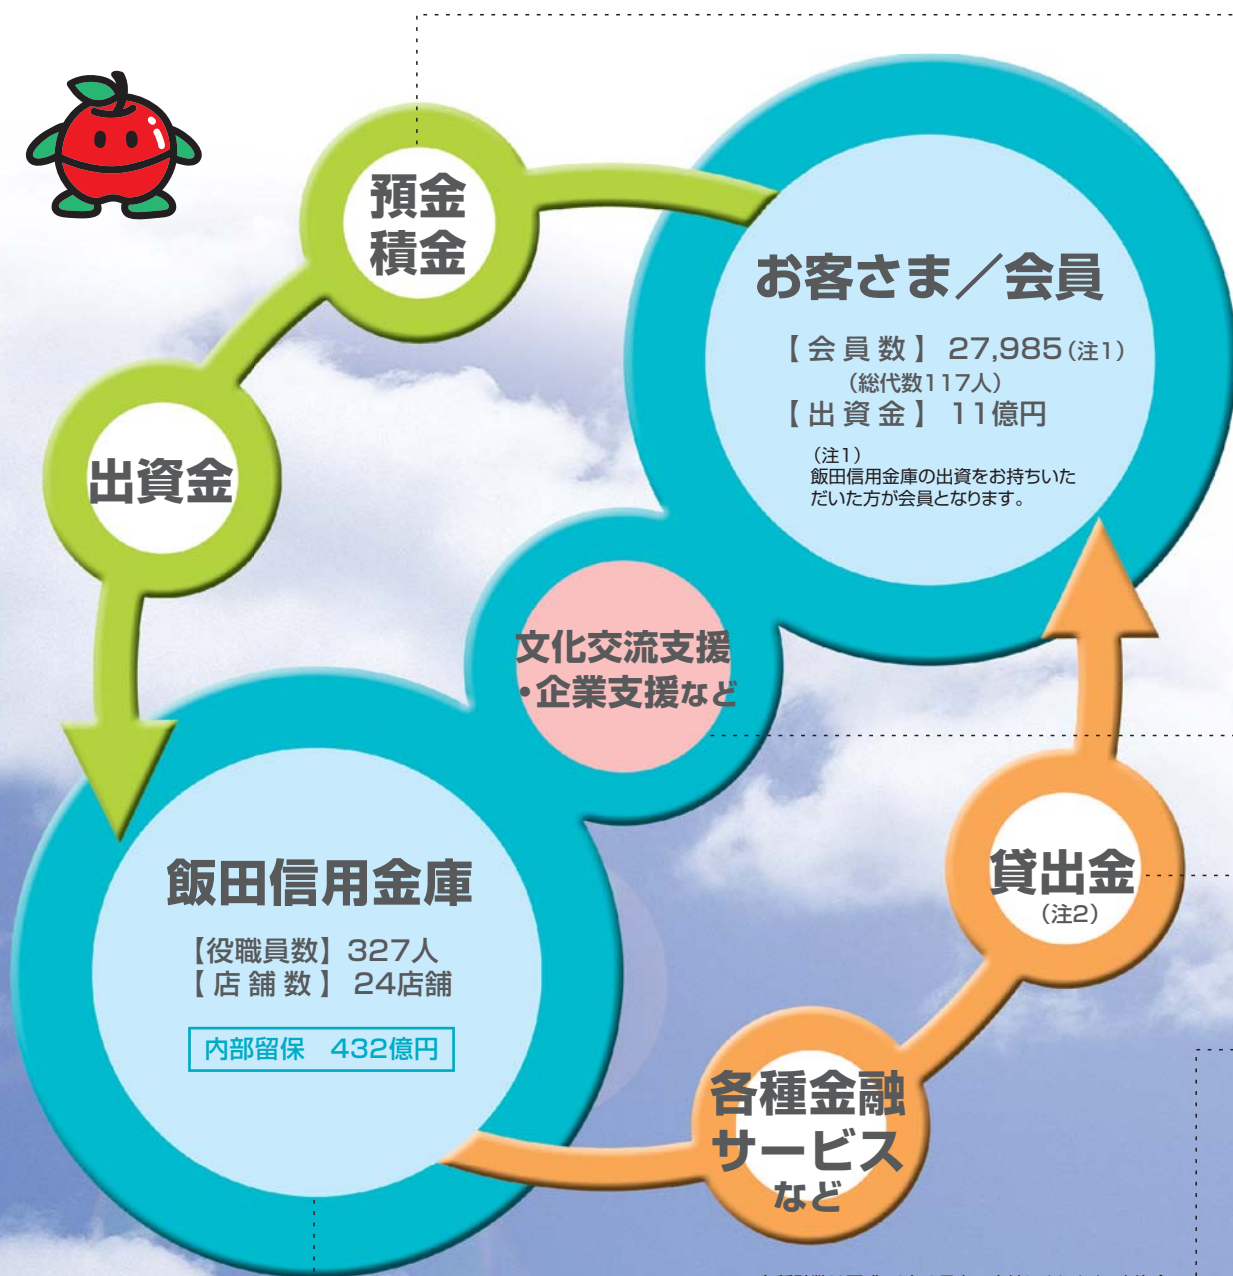 預金
積金
お客さま／会員
【会員数】 27,985（注1）
（総代数117人）
【出資金】 11億円
（注1）
飯田信用金庫の出資をお持ちいた
だいた方が会員となります。
出資金
文化交流支援
・企業支援など
飯田信用金庫
【役職員数】327人
【店舗数】 24店舗
内部留保　432億円
貸出金
（注2）
各種金融
サービス
など